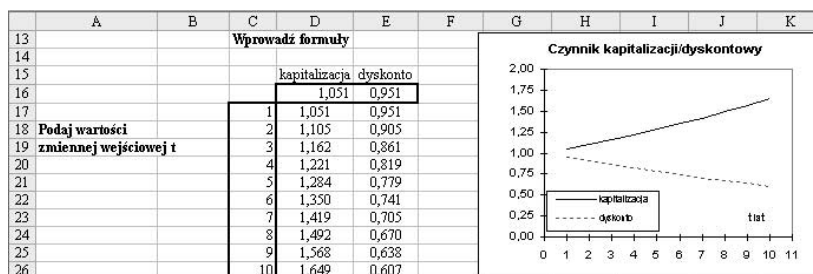 A B C D E F G H I J K
13 Wprowadź formuły
14
15 kapitalizacja dyskonto
16 1,051 0,951
17 1 1,051 0,951
18 Podaj wartości 2 1,105 0,905
19 zmiennej wejściowej t 3 1,162 0,861
20 4 1,221 0,819
21 5 1,284 0,779
22 6 1,350 0,741
23 7 1,419 0,705
24 8 1,492 0,670
25 9 1,568 0,638
26 10 1,649 0,607
Czynnik kapitalizacji/dyskontowy
2,00
1,75
1,50
1,25
1,00
0,75
0,50
0,25
0,00
kapitalizacja
dyskonto
t lat
0 1 2 3 4 5 6 7 8 9 10 11